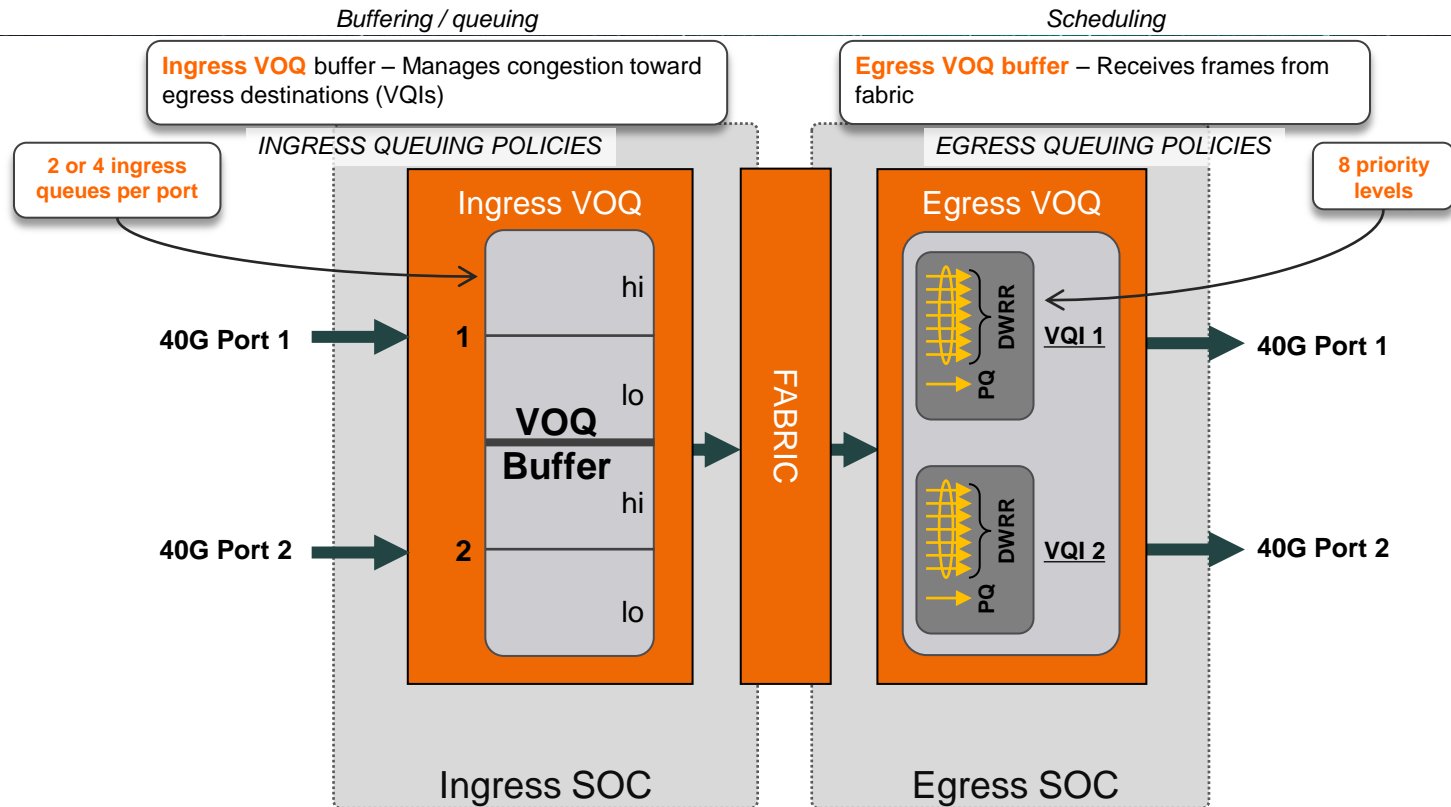 Buffering / queuing
Scheduling
Ingress VOQ buffer – Manages congestion toward
egress destinations (VQIs)
Egress VOQ buffer – Receives frames from
fabric
INGRESS QUEUING POLICIES
EGRESS QUEUING POLICIES
2 or 4 ingress
queues per port
8 priority
levels
Ingress VOQ
Egress VOQ
hi
40G Port 1
1
lo
VOQ
Buffer
hi
40G Port 2
2
lo
FABRIC
DWRR
PQ
VQI 1
40G Port 1
DWRR
PQ
VQI 2
40G Port 2
Ingress SOC
Egress SOC